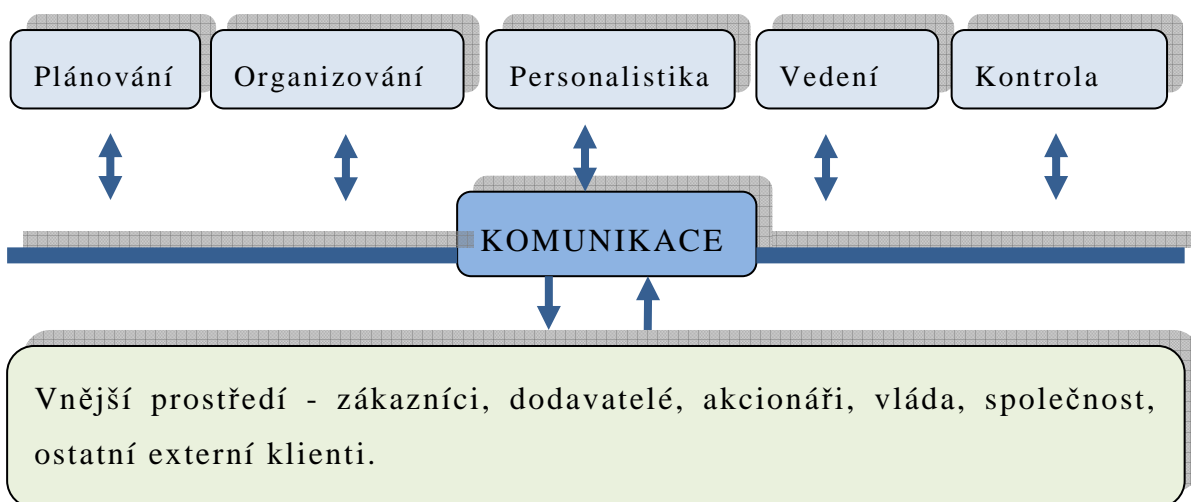 Plánování Organizování Personalistika Vedení Kontrola
KOMUNIKACE
Vnější prostředí - zákazníci, dodavatelé, akcionáři, vláda, společnost,
ostatní externí klienti.